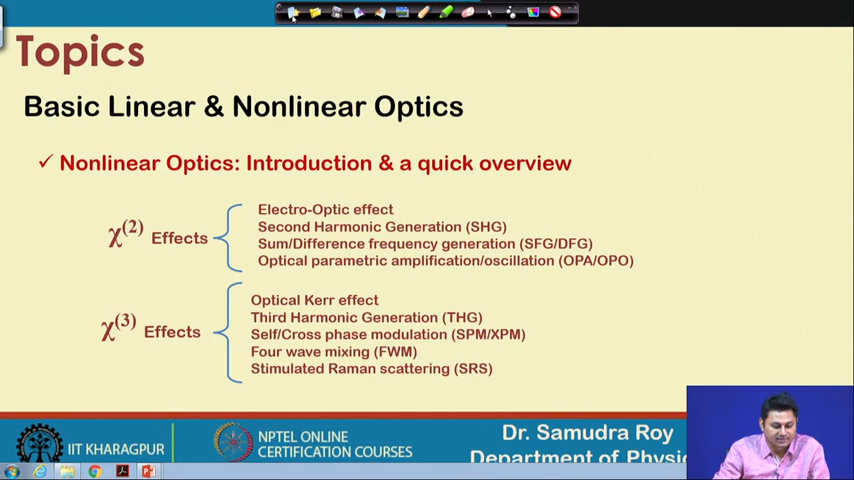 Topics
Basic Linear & Nonlinear Optics
✓ Nonlinear Optics: Introduction & a quick overview
χ(2) Effects
Electro-Optic effect
Second Harmonic Generation (SHG)
Sum/Difference frequency generation (SFG/DFG)
Optical parametric amplification/oscillation (OPA/OPO)
χ(3) Effects
Optical Kerr effect
Third Harmonic Generation (THG)
Self/Cross phase modulation (SPM/XPM)
Four wave mixing (FWM)
Stimulated Raman scattering (SRS)
IIT KHARAGPUR
NPTEL ONLINE
CERTIFICATION COURSES
Dr. Samudra Roy
Department of Physi